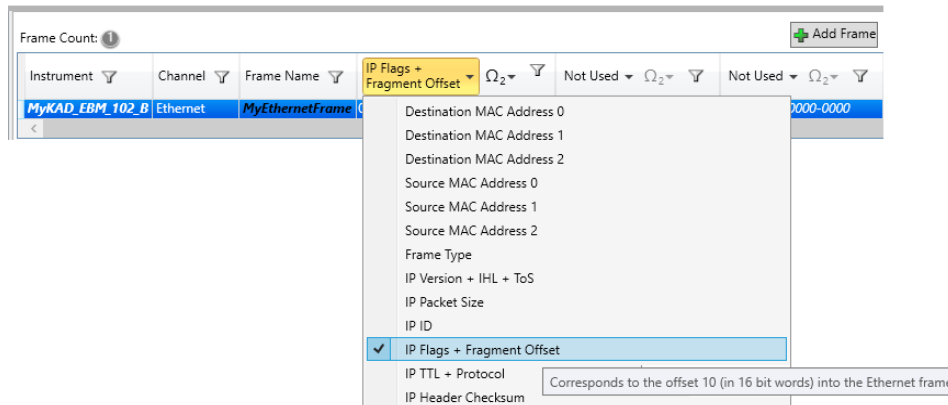 Frame Count: 1
Add Frame
Instrument Channel Frame Name IP Flags + Fragment Offset Ω2 Not Used Ω2 Not Used Ω2
MyKAD_EBM_102_B Ethernet MyEthernetFrame 0000-0000
Destination MAC Address 0
Destination MAC Address 1
Destination MAC Address 2
Source MAC Address 0
Source MAC Address 1
Source MAC Address 2
Frame Type
IP Version + IHL + ToS
IP Packet Size
IP ID
IP Flags + Fragment Offset
IP TTL + Protocol
Corresponds to the offset 10 (in 16 bit words) into the Ethernet frame
IP Header Checksum